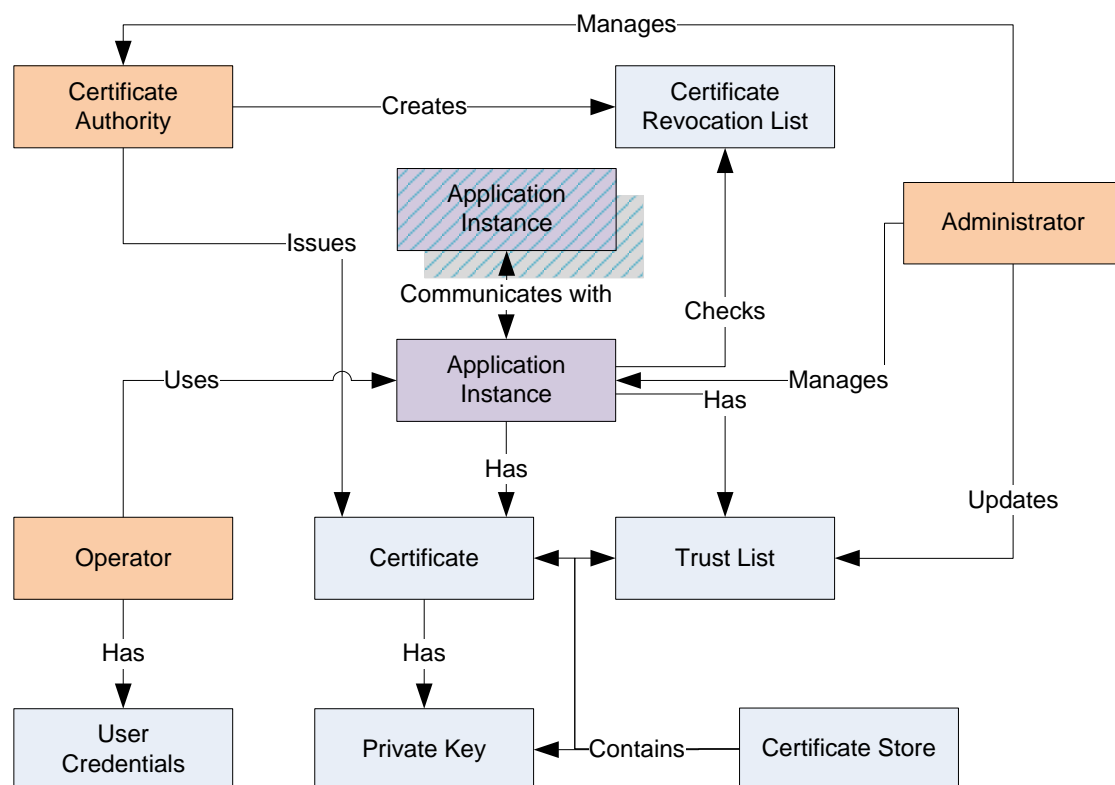 Manages
Certificate
Authority
Creates
Certificate
Revocation List
Application
Instance
Administrator
Issues
Communicates with
Checks
Uses
Application
Instance
Manages
Has
Has
Updates
Operator
Certificate
Trust List
Has
Has
User
Credentials
Private Key
Contains
Certificate Store